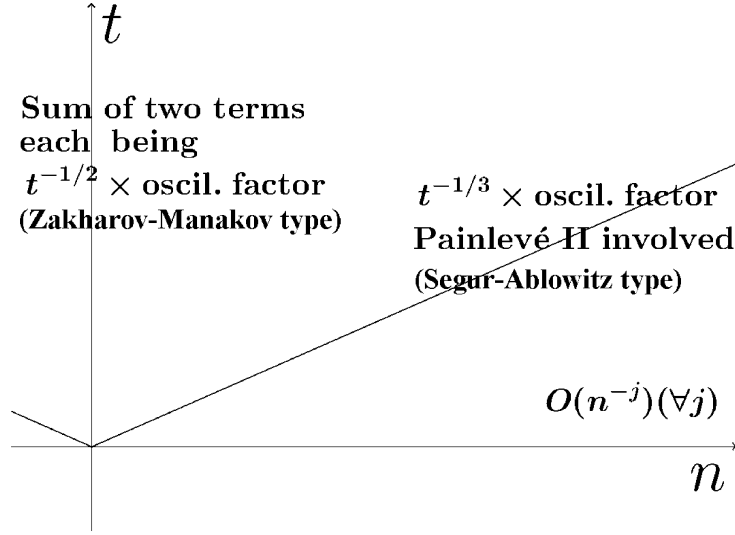 t
Sum of two terms
each being
t^{-1/2} × oscil. factor
(Zakharov-Manakov type)
t^{-1/3} × oscil. factor
Painlevé II involved
(Segur-Ablowitz type)
O(n^{-j})(∀j)
n